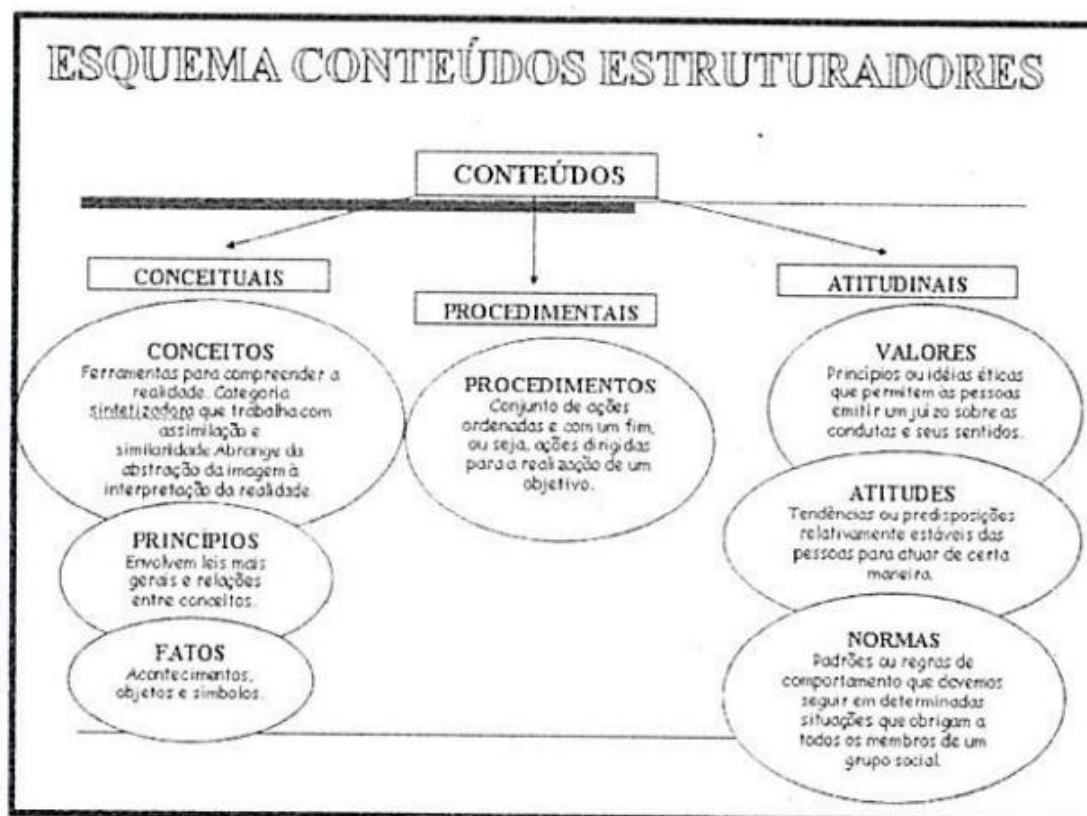 ESQUEMA CONTEÚDOS ESTRUTURADORES
CONTEÚDOS
CONCEITUAIS
CONCEITOS
Ferramentas para compreender a
realidade. Categoria
sintetizadora que trabalha com
assimilação e
similaridade.Abrange da
abstração da imagem à
interpretação da realidade.
PRINCÍPIOS
Envolvem leis mais
gerais e relações
entre conceitos.
FATOS
Acontecimentos,
objetos e símbolos.
PROCEDIMENTAIS
PROCEDIMENTOS
Conjunto de ações
ordenadas e com um fim,
ou seja, ações dirigidas
para a realização de um
objetivo.
ATITUDINAIS
VALORES
Princípios ou idéias éticas
que permitem às pessoas
emitir um juízo sobre as
condutas e seus sentidos.
ATITUDES
Tendências ou predisposições
relativamente estáveis das
pessoas para atuar de certa
maneira.
NORMAS
Padrões ou regras de
comportamento que devemos
seguir em determinadas
situações que obrigam a
todos os membros de um
grupo social.